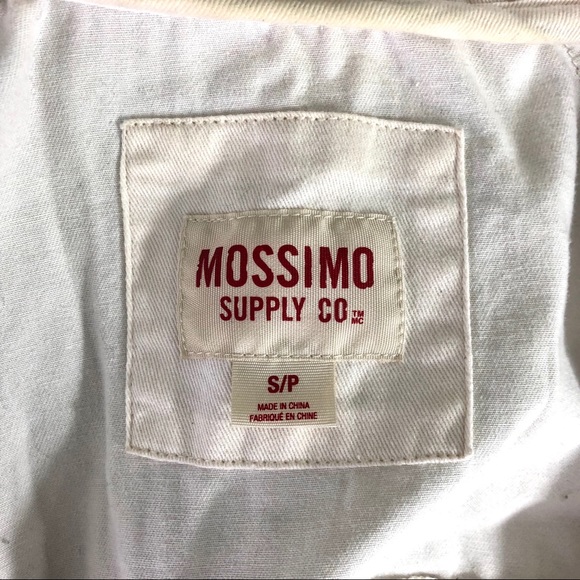 MOSSIMO
SUPPLY CO TM MC
S/P
MADE IN CHINA
FABRIQUÉ EN CHINE